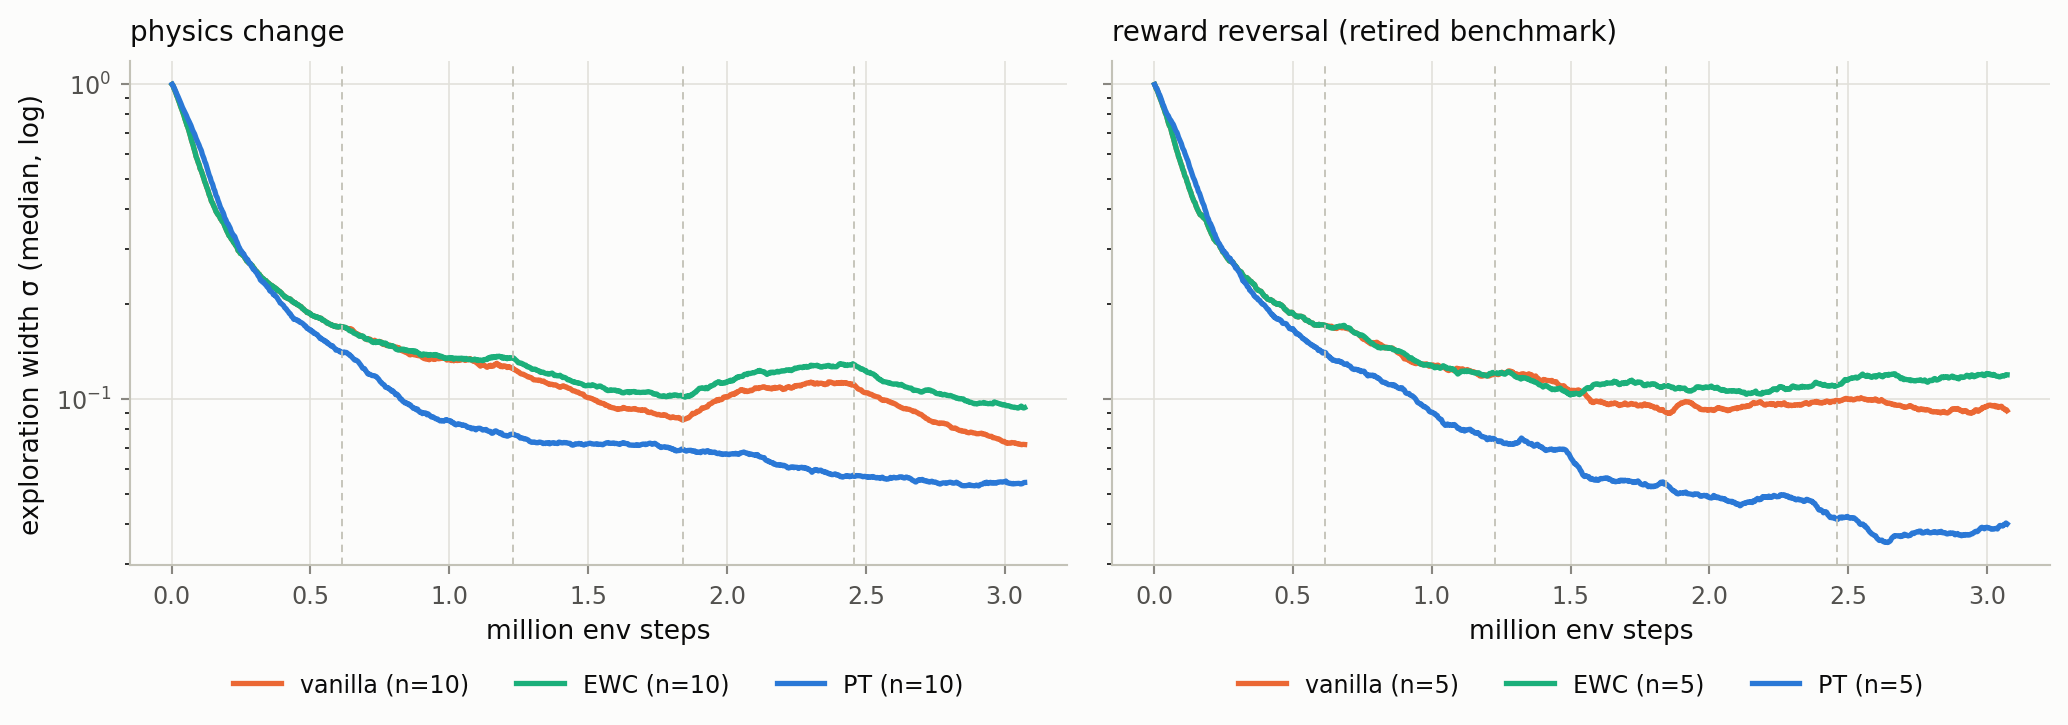 physics change
reward reversal (retired benchmark)
exploration width σ (median, log)
10⁰
10⁻¹
0.0 0.5 1.0 1.5 2.0 2.5 3.0
0.0 0.5 1.0 1.5 2.0 2.5 3.0
million env steps
million env steps
vanilla (n=10) EWC (n=10) PT (n=10)
vanilla (n=5) EWC (n=5) PT (n=5)